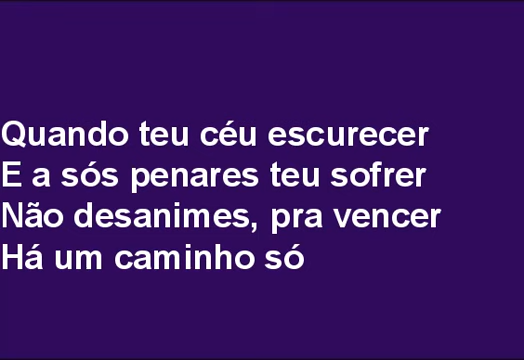 Quando teu céu escurecer
E a sós penares teu sofrer
Não desanimes, pra vencer
Há um caminho só